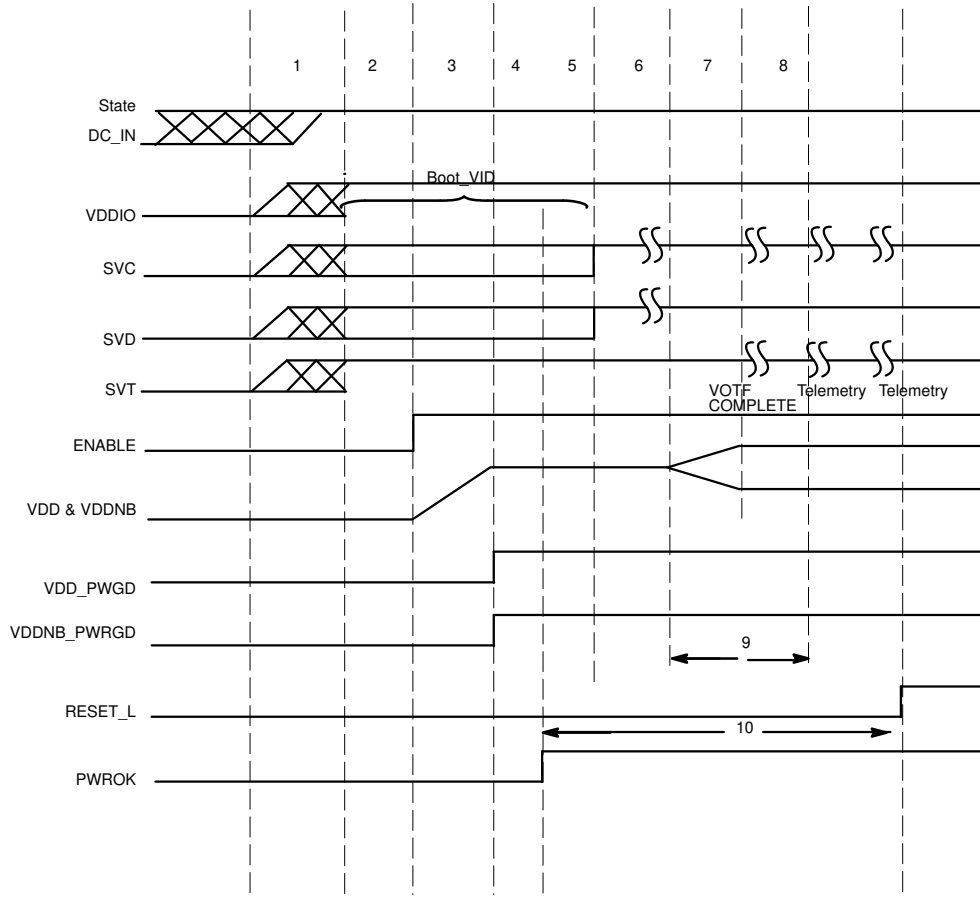 1 2 3 4 5 6 7 8
State
DC_IN
Boot_VID
VDDIO
SVC
SVD
SVT
VOTF Telemetry Telemetry
COMPLETE
ENABLE
VDD & VDDNB
VDD_PWGD
VDDNB_PWRGD
9
RESET_L
10
PWROK